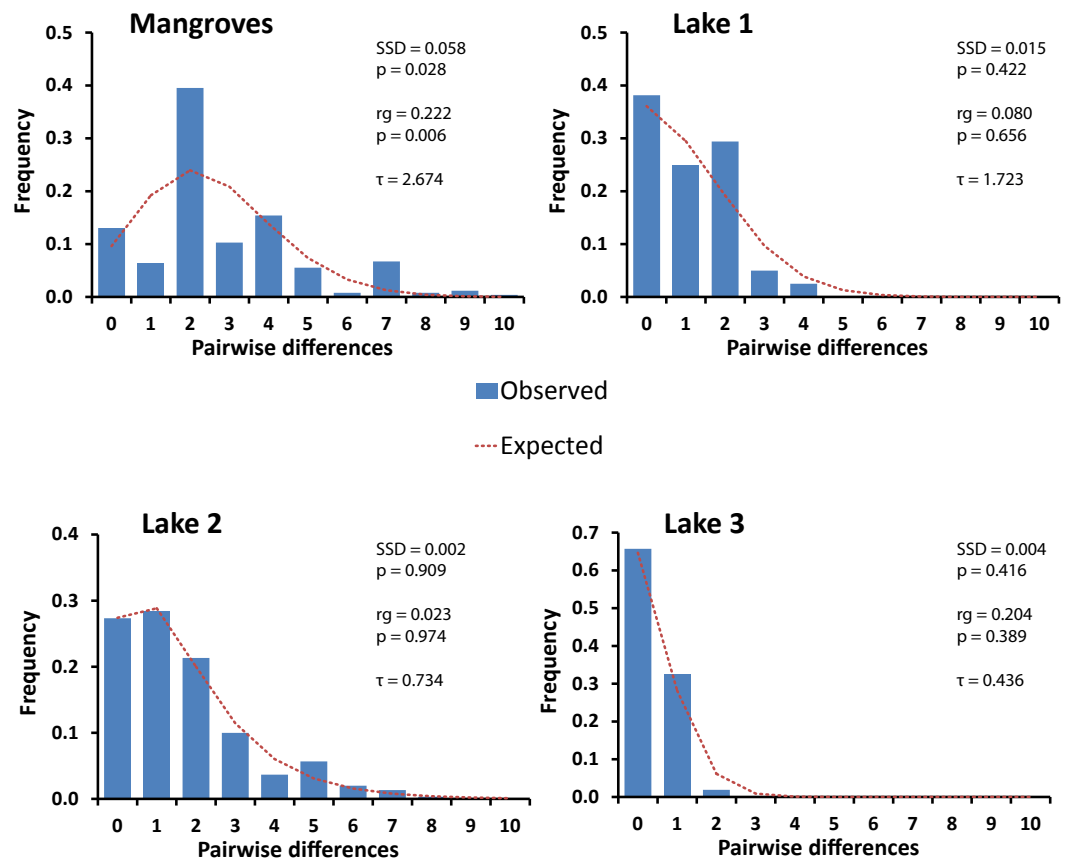 Mangroves
SSD = 0.058
p = 0.028
rg = 0.222
p = 0.006
τ = 2.674
Frequency
0.5
0.4
0.3
0.2
0.1
0.0
0 1 2 3 4 5 6 7 8 9 10
Pairwise differences
Lake 1
SSD = 0.015
p = 0.422
rg = 0.080
p = 0.656
τ = 1.723
Frequency
0.5
0.4
0.3
0.2
0.1
0.0
0 1 2 3 4 5 6 7 8 9 10
Pairwise differences
Observed
Expected
Lake 2
SSD = 0.002
p = 0.909
rg = 0.023
p = 0.974
τ = 0.734
Frequency
0.4
0.3
0.2
0.1
0.0
0 1 2 3 4 5 6 7 8 9 10
Pairwise differences
Lake 3
SSD = 0.004
p = 0.416
rg = 0.204
p = 0.389
τ = 0.436
Frequency
0.7
0.6
0.5
0.4
0.3
0.2
0.1
0.0
0 1 2 3 4 5 6 7 8 9 10
Pairwise differences